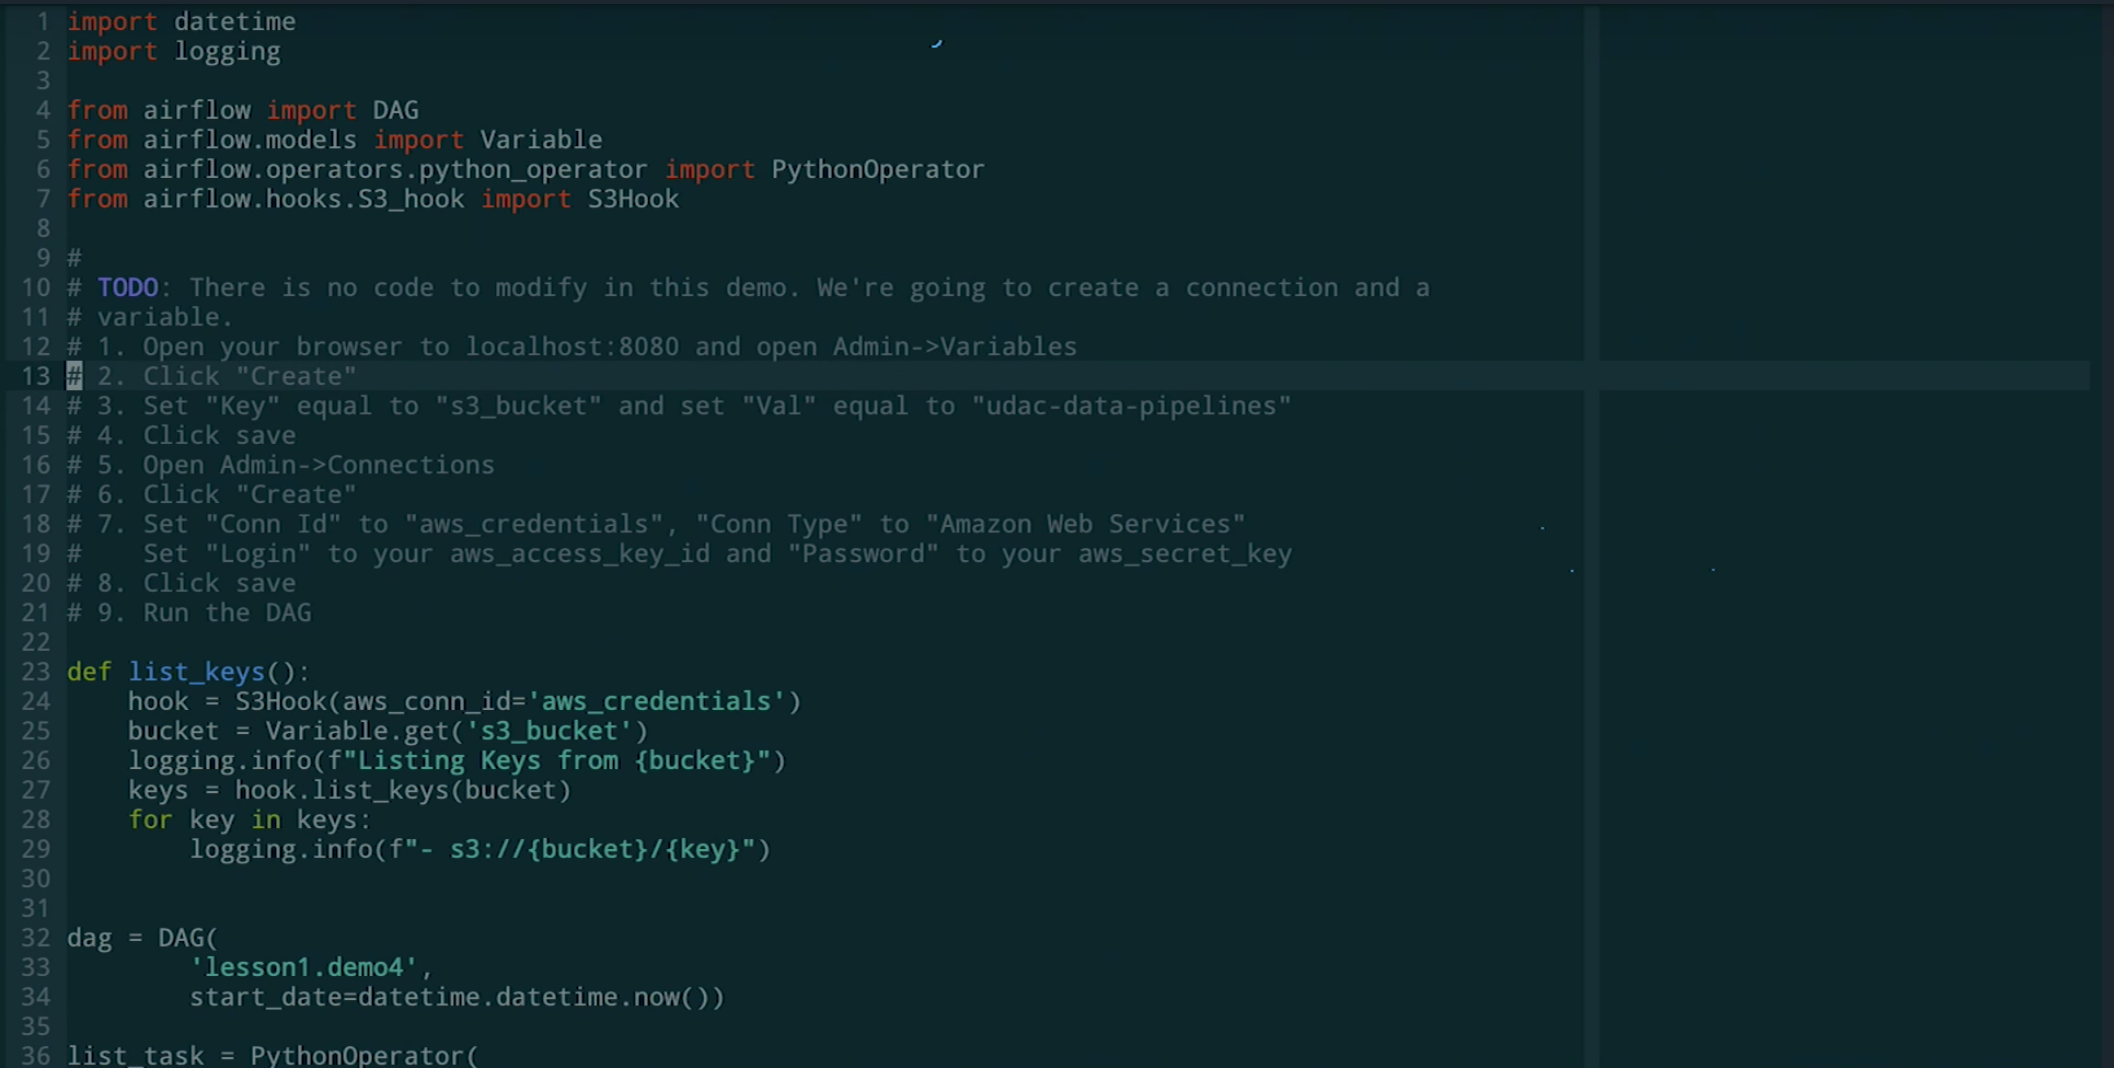 1 import datetime
2 import logging
3
4 from airflow import DAG
5 from airflow.models import Variable
6 from airflow.operators.python_operator import PythonOperator
7 from airflow.hooks.S3_hook import S3Hook
8
9 #
10 # TODO: There is no code to modify in this demo. We're going to create a connection and a
11 # variable.
12 # 1. Open your browser to localhost:8080 and open Admin->Variables
13 # 2. Click "Create"
14 # 3. Set "Key" equal to "s3_bucket" and set "Val" equal to "udac-data-pipelines"
15 # 4. Click save
16 # 5. Open Admin->Connections
17 # 6. Click "Create"
18 # 7. Set "Conn Id" to "aws_credentials", "Conn Type" to "Amazon Web Services"
19 #    Set "Login" to your aws_access_key_id and "Password" to your aws_secret_key
20 # 8. Click save
21 # 9. Run the DAG
22
23 def list_keys():
24     hook = S3Hook(aws_conn_id='aws_credentials')
25     bucket = Variable.get('s3_bucket')
26     logging.info(f"Listing Keys from {bucket}")
27     keys = hook.list_keys(bucket)
28     for key in keys:
29         logging.info(f"- s3://{bucket}/{key}")
30
31
32 dag = DAG(
33         'lesson1.demo4',
34         start_date=datetime.datetime.now())
35
36 list_task = PythonOperator(